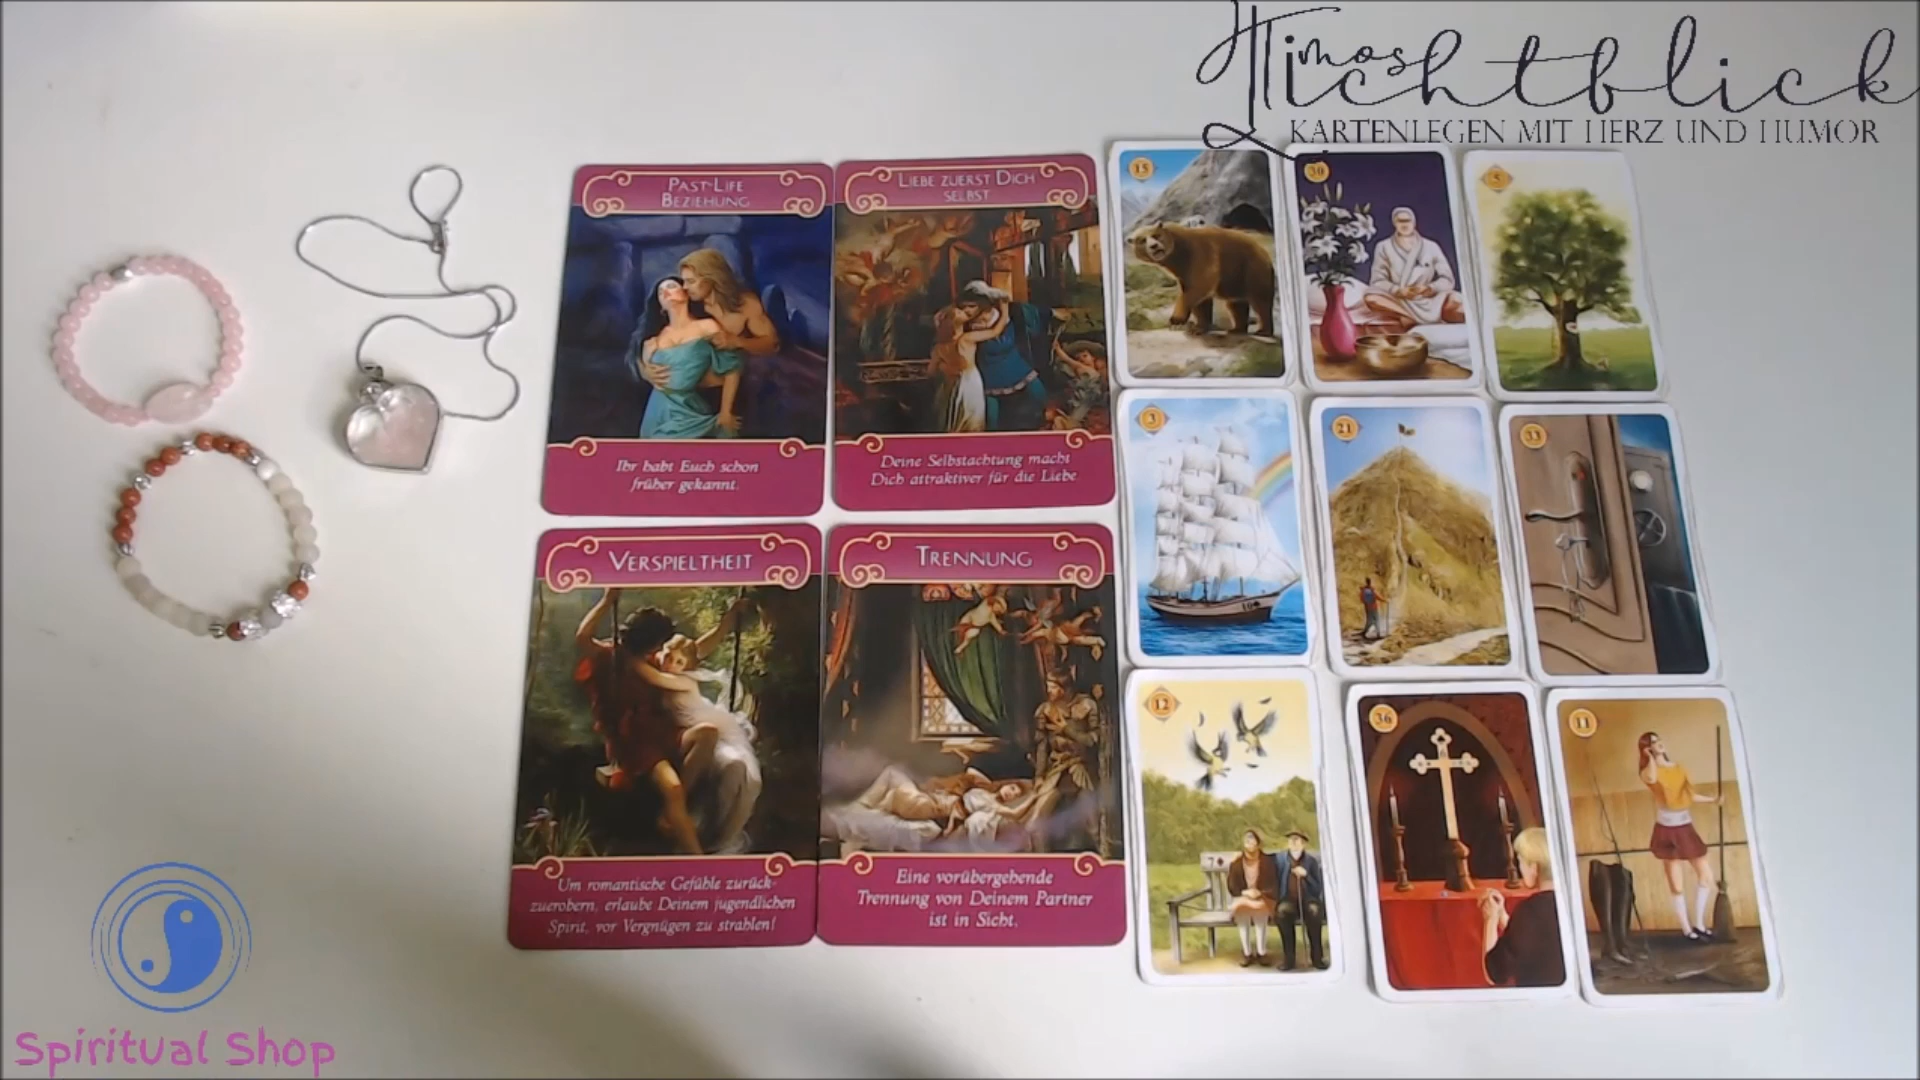 Timos
Lichtblick
KARTENLEGEN MIT HERZ UND HUMOR
PAST-LIFE
BEZIEHUNG
Ihr habt Euch schon
früher gekannt.
LIEBE ZUERST DICH
SELBST
Deine Selbstachtung macht
Dich attraktiver für die Liebe
VERSPIELTHEIT
Um romantische Gefühle zurück-
zuerobern, erlaube Deinem jugendlichen
Spirit, vor Vergnügen zu strahlen!
TRENNUNG
Eine vorübergehende
Trennung von Deinem Partner
ist in Sicht.
15
30
5
3
10
21
33
12
7
36
11
Spiritual Shop